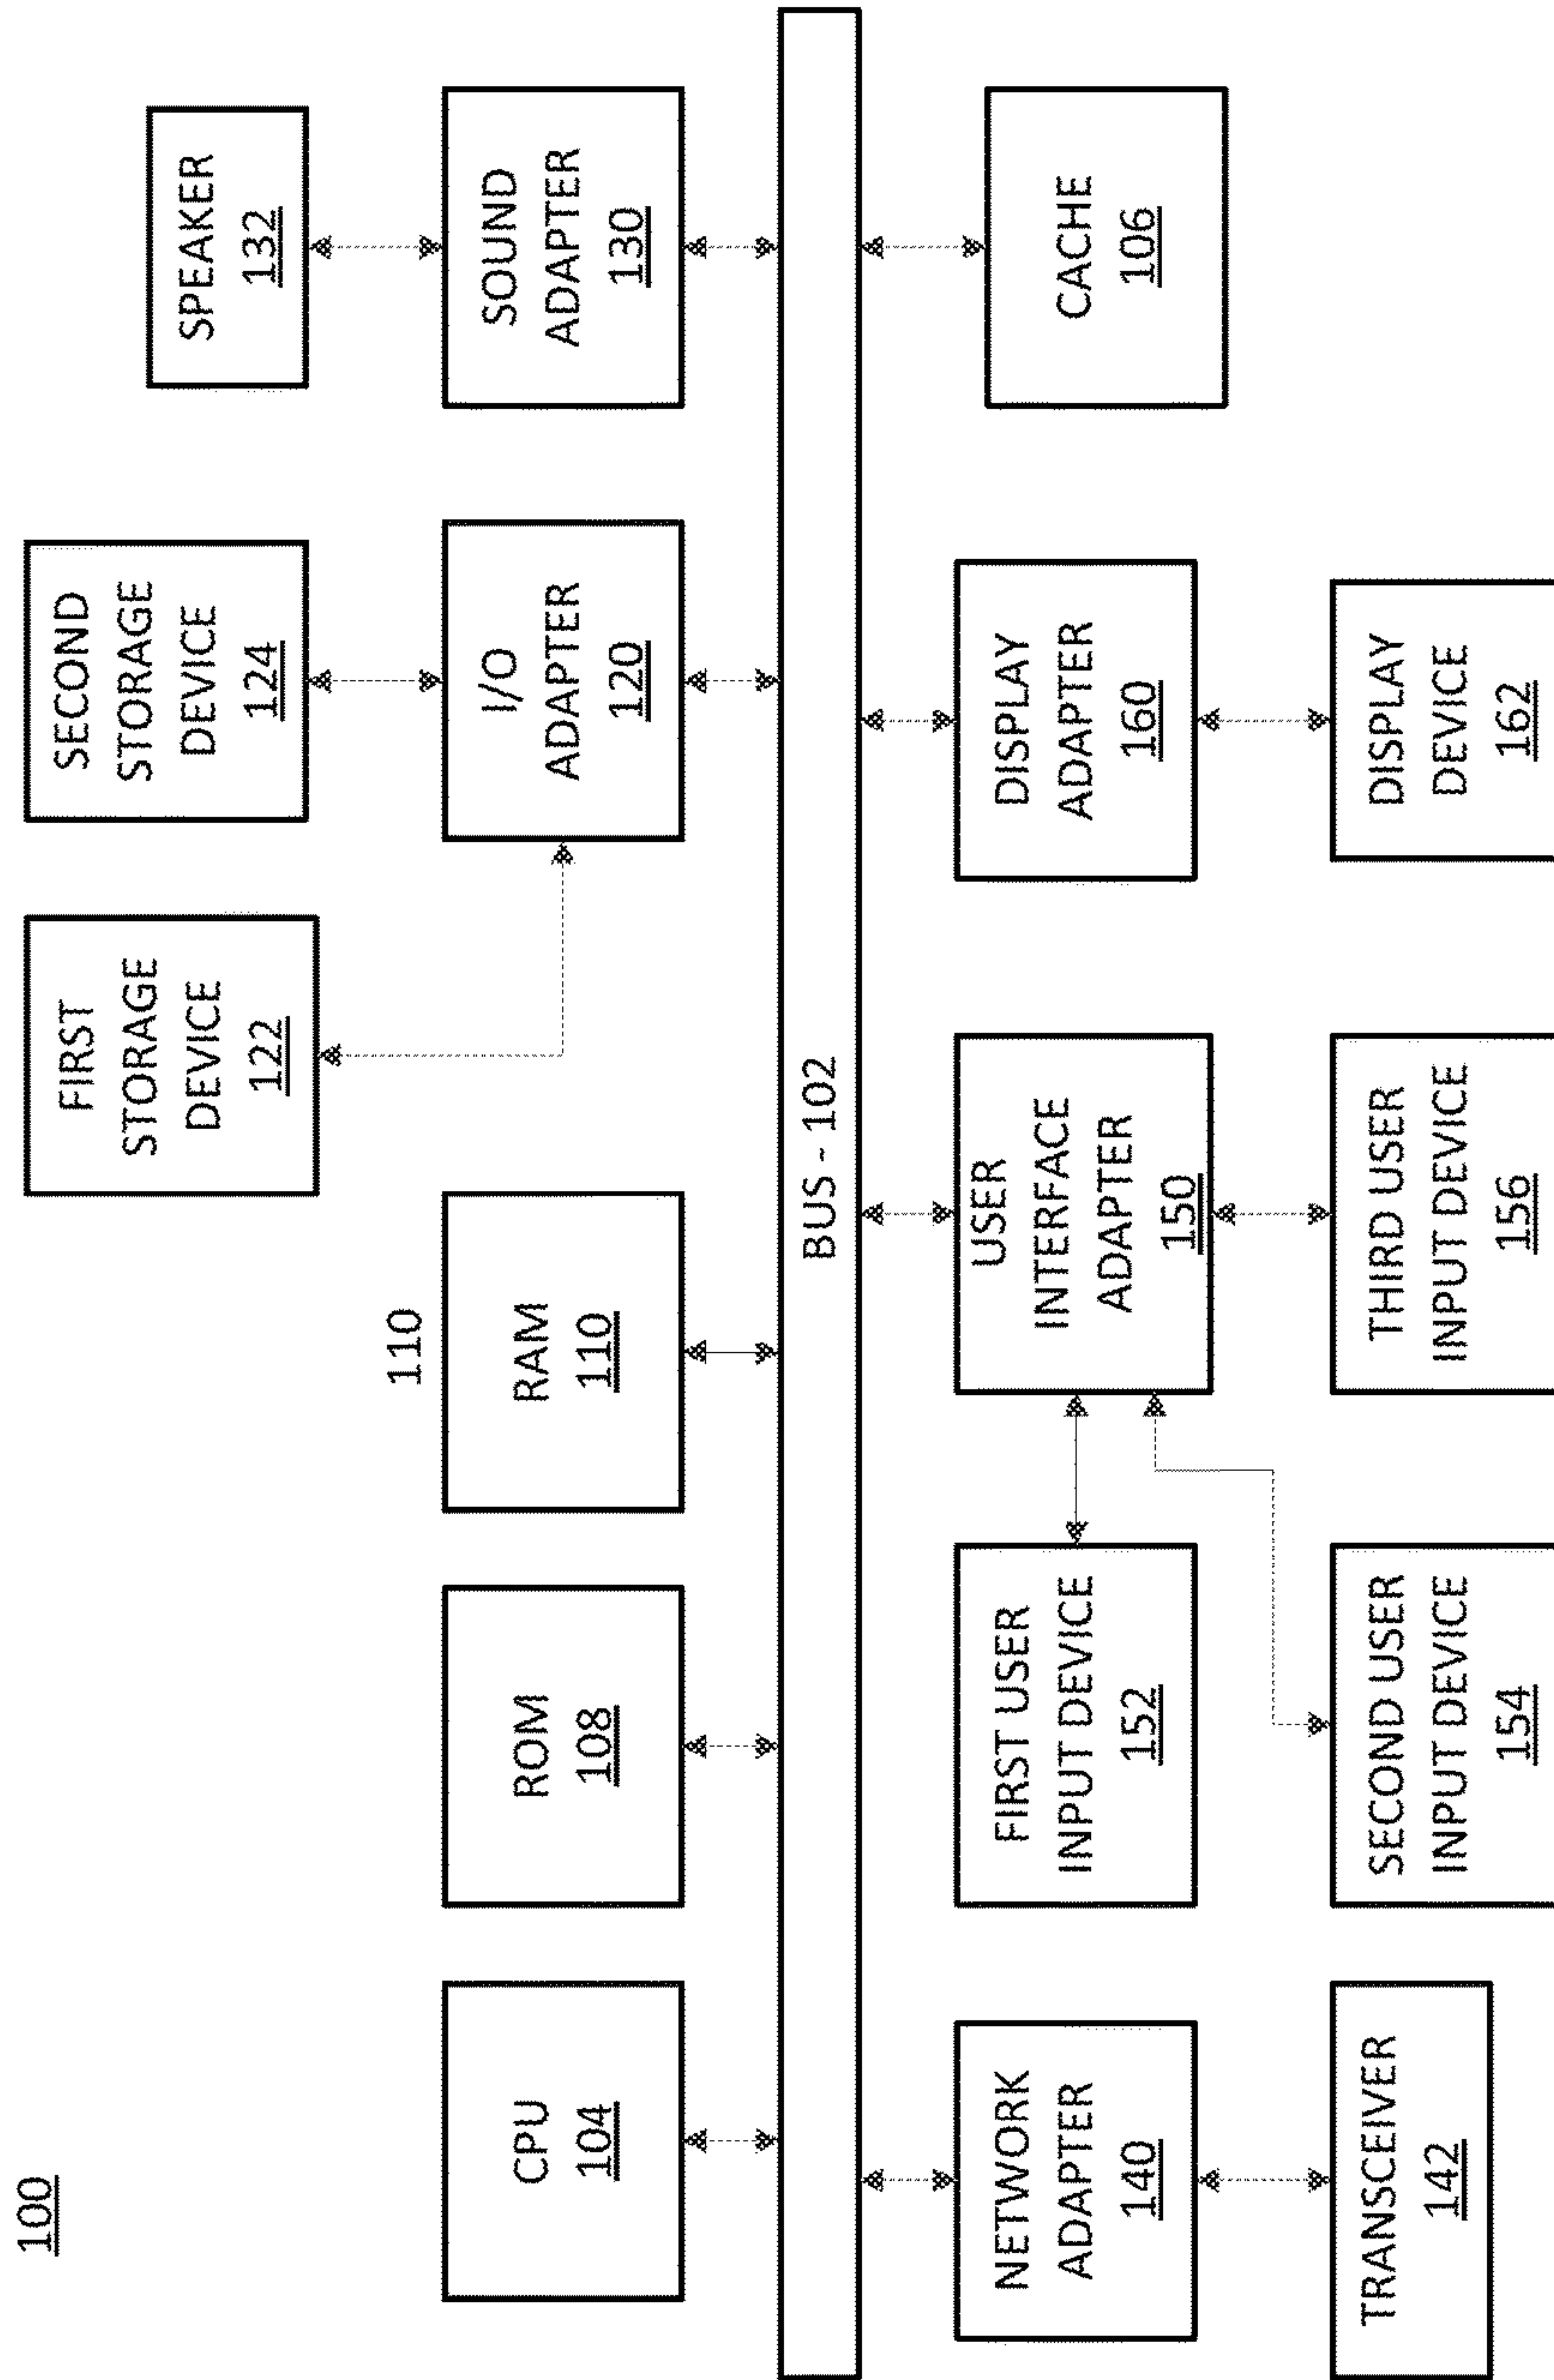 100
CPU
104
ROM
108
110
RAM
110
FIRST
STORAGE
DEVICE
122
SECOND
STORAGE
DEVICE
124
I/O
ADAPTER
120
SPEAKER
132
SOUND
ADAPTER
130
BUS - 102
NETWORK
ADAPTER
140
TRANSCEIVER
142
FIRST USER
INPUT DEVICE
152
SECOND USER
INPUT DEVICE
154
USER
INTERFACE
ADAPTER
150
THIRD USER
INPUT DEVICE
156
DISPLAY
ADAPTER
160
DISPLAY
DEVICE
162
CACHE
106